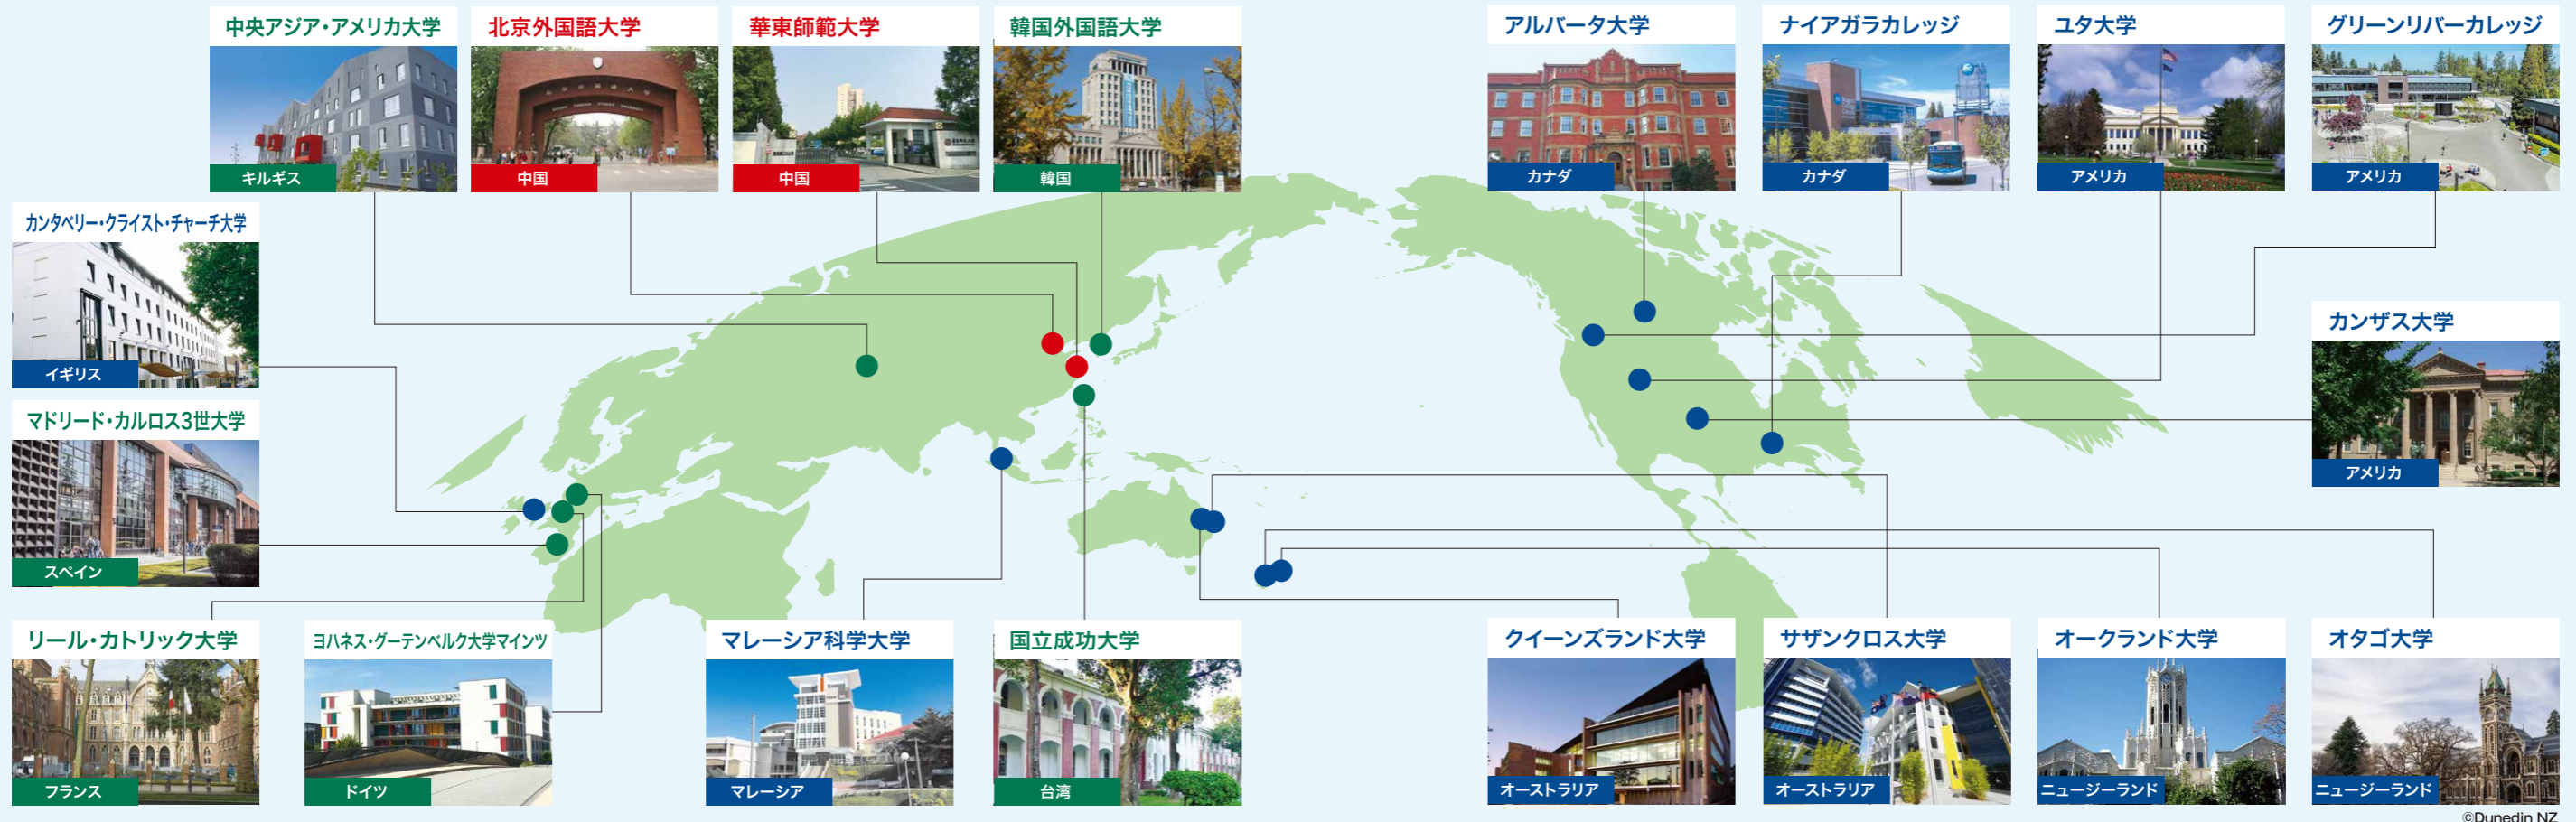 中央アジア・アメリカ大学
キルギス
北京外国語大学
中国
華東師範大学
中国
韓国外国語大学
韓国
アルバータ大学
カナダ
ナイアガラカレッジ
カナダ
ユタ大学
アメリカ
グリーンリバーカレッジ
アメリカ
カンタベリー・クライスト・チャーチ大学
イギリス
カンザス大学
アメリカ
マドリード・カルロス3世大学
スペイン
リール・カトリック大学
フランス
ヨハネス・グーテンベルク大学マインツ
ドイツ
マレーシア科学大学
マレーシア
国立成功大学
台湾
クイーンズランド大学
オーストラリア
サザンクロス大学
オーストラリア
オークランド大学
ニュージーランド
オタゴ大学
ニュージーランド
©Dunedin NZ